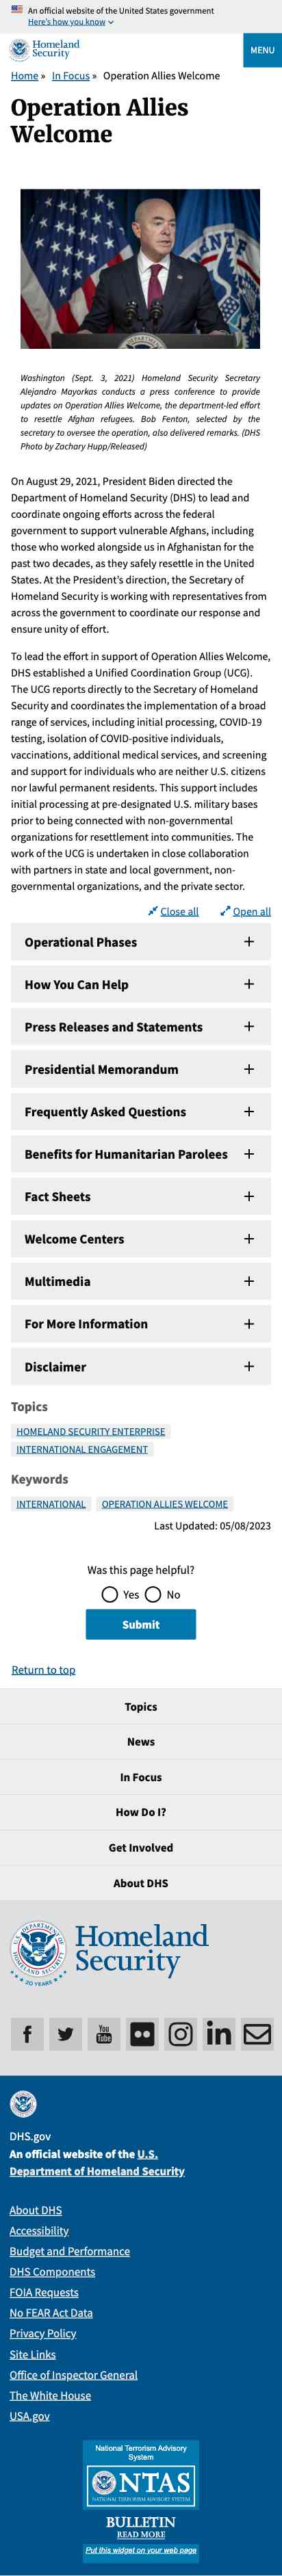 An official website of the United States government
Here's how you know
Homeland
Security
MENU
Home » In Focus » Operation Allies Welcome
Operation Allies
Welcome
Washington (Sept. 3, 2021) Homeland Security Secretary
Alejandro Mayorkas conducts a press conference to provide
updates on Operation Allies Welcome, the department-led effort
to resettle Afghan refugees. Bob Fenton, selected by the
secretary to oversee the operation, also delivered remarks. (DHS
Photo by Zachary Hupp/Released)
On August 29, 2021, President Biden directed the
Department of Homeland Security (DHS) to lead and
coordinate ongoing efforts across the federal
government to support vulnerable Afghans, including
those who worked alongside us in Afghanistan for the
past two decades, as they safely resettle in the United
States. At the President's direction, the Secretary of
Homeland Security is working with representatives from
across the government to coordinate our response and
ensure unity of effort.
To lead the effort in support of Operation Allies Welcome,
DHS established a Unified Coordination Group (UCG).
The UCG reports directly to the Secretary of Homeland
Security and coordinates the implementation of a broad
range of services, including initial processing, COVID-19
testing, isolation of COVID-positive individuals,
vaccinations, additional medical services, and screening
and support for individuals who are neither U.S. citizens
nor lawful permanent residents. This support includes
initial processing at pre-designated U.S. military bases
prior to being connected with non-governmental
organizations for resettlement into communities. The
work of the UCG is undertaken in close collaboration
with partners in state and local government, non-
governmental organizations, and the private sector.
Close all Open all
Operational Phases
How You Can Help
Press Releases and Statements
Presidential Memorandum
Frequently Asked Questions
Benefits for Humanitarian Parolees
Fact Sheets
Welcome Centers
Multimedia
For More Information
Disclaimer
Topics
HOMELAND SECURITY ENTERPRISE
INTERNATIONAL ENGAGEMENT
Keywords
INTERNATIONAL OPERATION ALLIES WELCOME
Last Updated: 05/08/2023
Was this page helpful?
Yes No
Submit
Return to top
Topics
News
In Focus
How Do I?
Get Involved
About DHS
Homeland
Security
20 YEARS
You
Tube
DHS.gov
An official website of the U.S.
Department of Homeland Security
About DHS
Accessibility
Budget and Performance
DHS Components
FOIA Requests
No FEAR Act Data
Privacy Policy
Site Links
Office of Inspector General
The White House
USA.gov
National Terrorism Advisory
System
NTAS
NATIONAL TERRORISM ADVISORY SYSTEM
BULLETIN
READ MORE
Put this widget on your web page